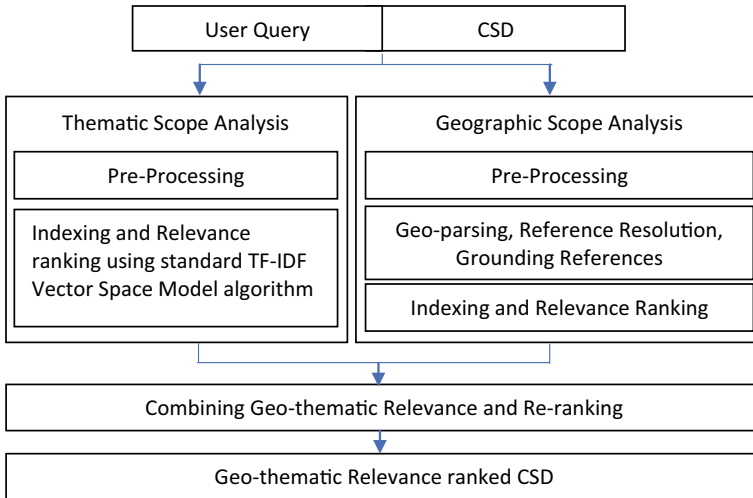 User Query
CSD
Thematic Scope Analysis
Pre-Processing
Indexing and Relevance
ranking using standard TF-IDF
Vector Space Model algorithm
Geographic Scope Analysis
Pre-Processing
Geo-parsing, Reference Resolution,
Grounding References
Indexing and Relevance Ranking
Combining Geo-thematic Relevance and Re-ranking
Geo-thematic Relevance ranked CSD